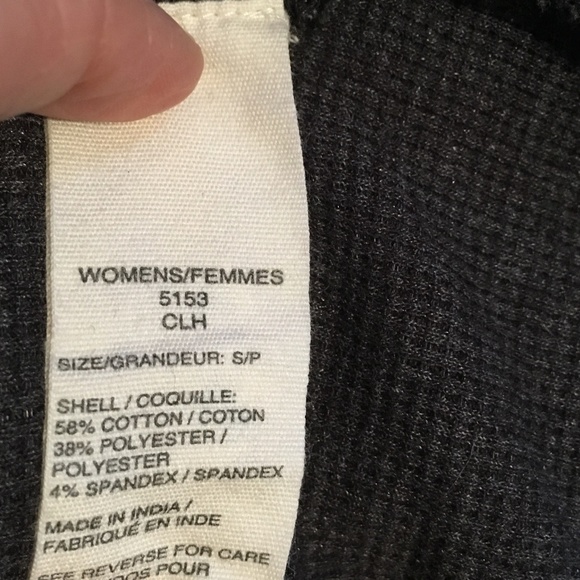 WOMENS/FEMMES
5153
CLH
SIZE/GRANDEUR: S/P
SHELL / COQUILLE:
58% COTTON / COTON
38% POLYESTER /
POLYESTER
4% SPANDEX / SPANDEX
MADE IN INDIA /
FABRIQUÉ EN INDE
SEE REVERSE FOR CARE
POUR